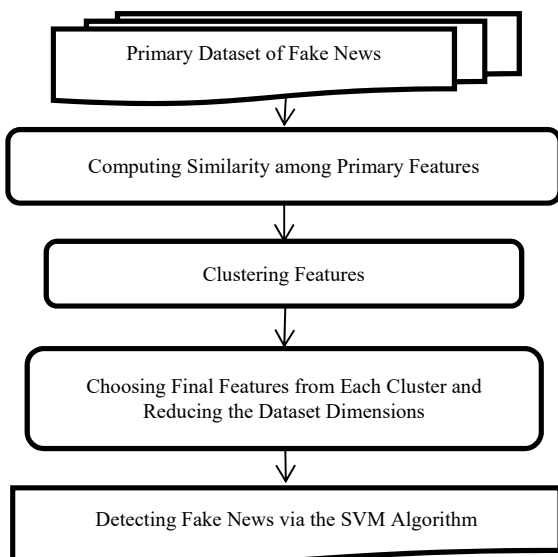 Primary Dataset of Fake News
Computing Similarity among Primary Features
Clustering Features
Choosing Final Features from Each Cluster and
Reducing the Dataset Dimensions
Detecting Fake News via the SVM Algorithm